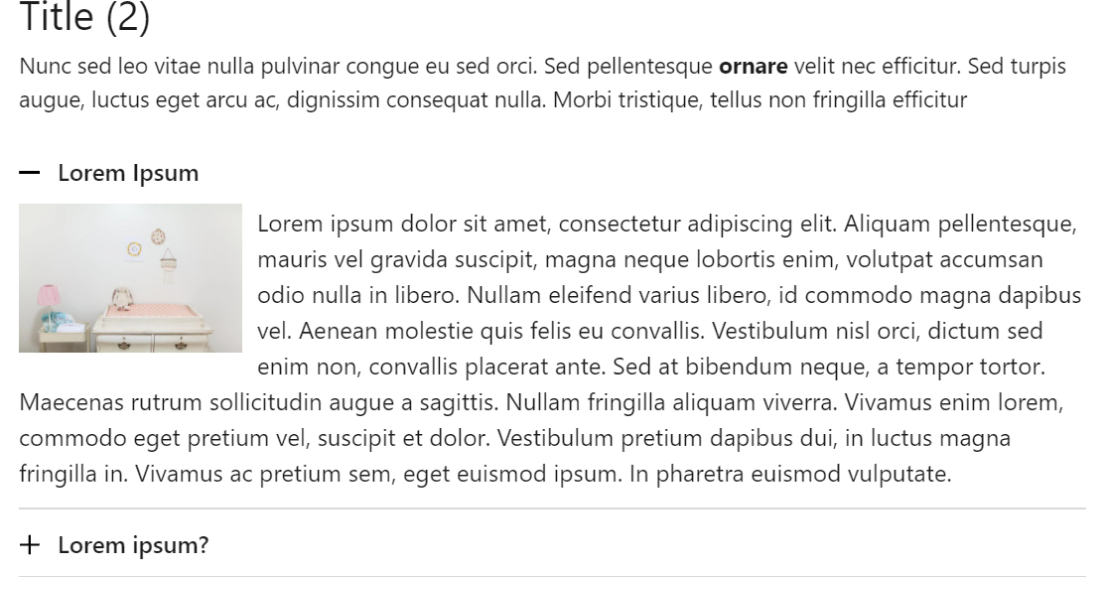 Title (2)
Nunc sed leo vitae nulla pulvinar congue eu sed orci. Sed pellentesque ornare velit nec efficitur. Sed turpis
augue, luctus eget arcu ac, dignissim consequat nulla. Morbi tristique, tellus non fringilla efficitur
Lorem Ipsum
Lorem ipsum dolor sit amet, consectetur adipiscing elit. Aliquam pellentesque,
mauris vel gravida suscipit, magna neque lobortis enim, volutpat accumsan
odio nulla in libero. Nullam eleifend varius libero, id commodo magna dapibus
vel. Aenean molestie quis felis eu convallis. Vestibulum nisl orci, dictum sed
enim non, convallis placerat ante. Sed at bibendum neque, a tempor tortor.
Maecenas rutrum sollicitudin augue a sagittis. Nullam fringilla aliquam viverra. Vivamus enim lorem,
commodo eget pretium vel, suscipit et dolor. Vestibulum pretium dapibus dui, in luctus magna
fringilla in. Vivamus ac pretium sem, eget euismod ipsum. In pharetra euismod vulputate.
Lorem ipsum?